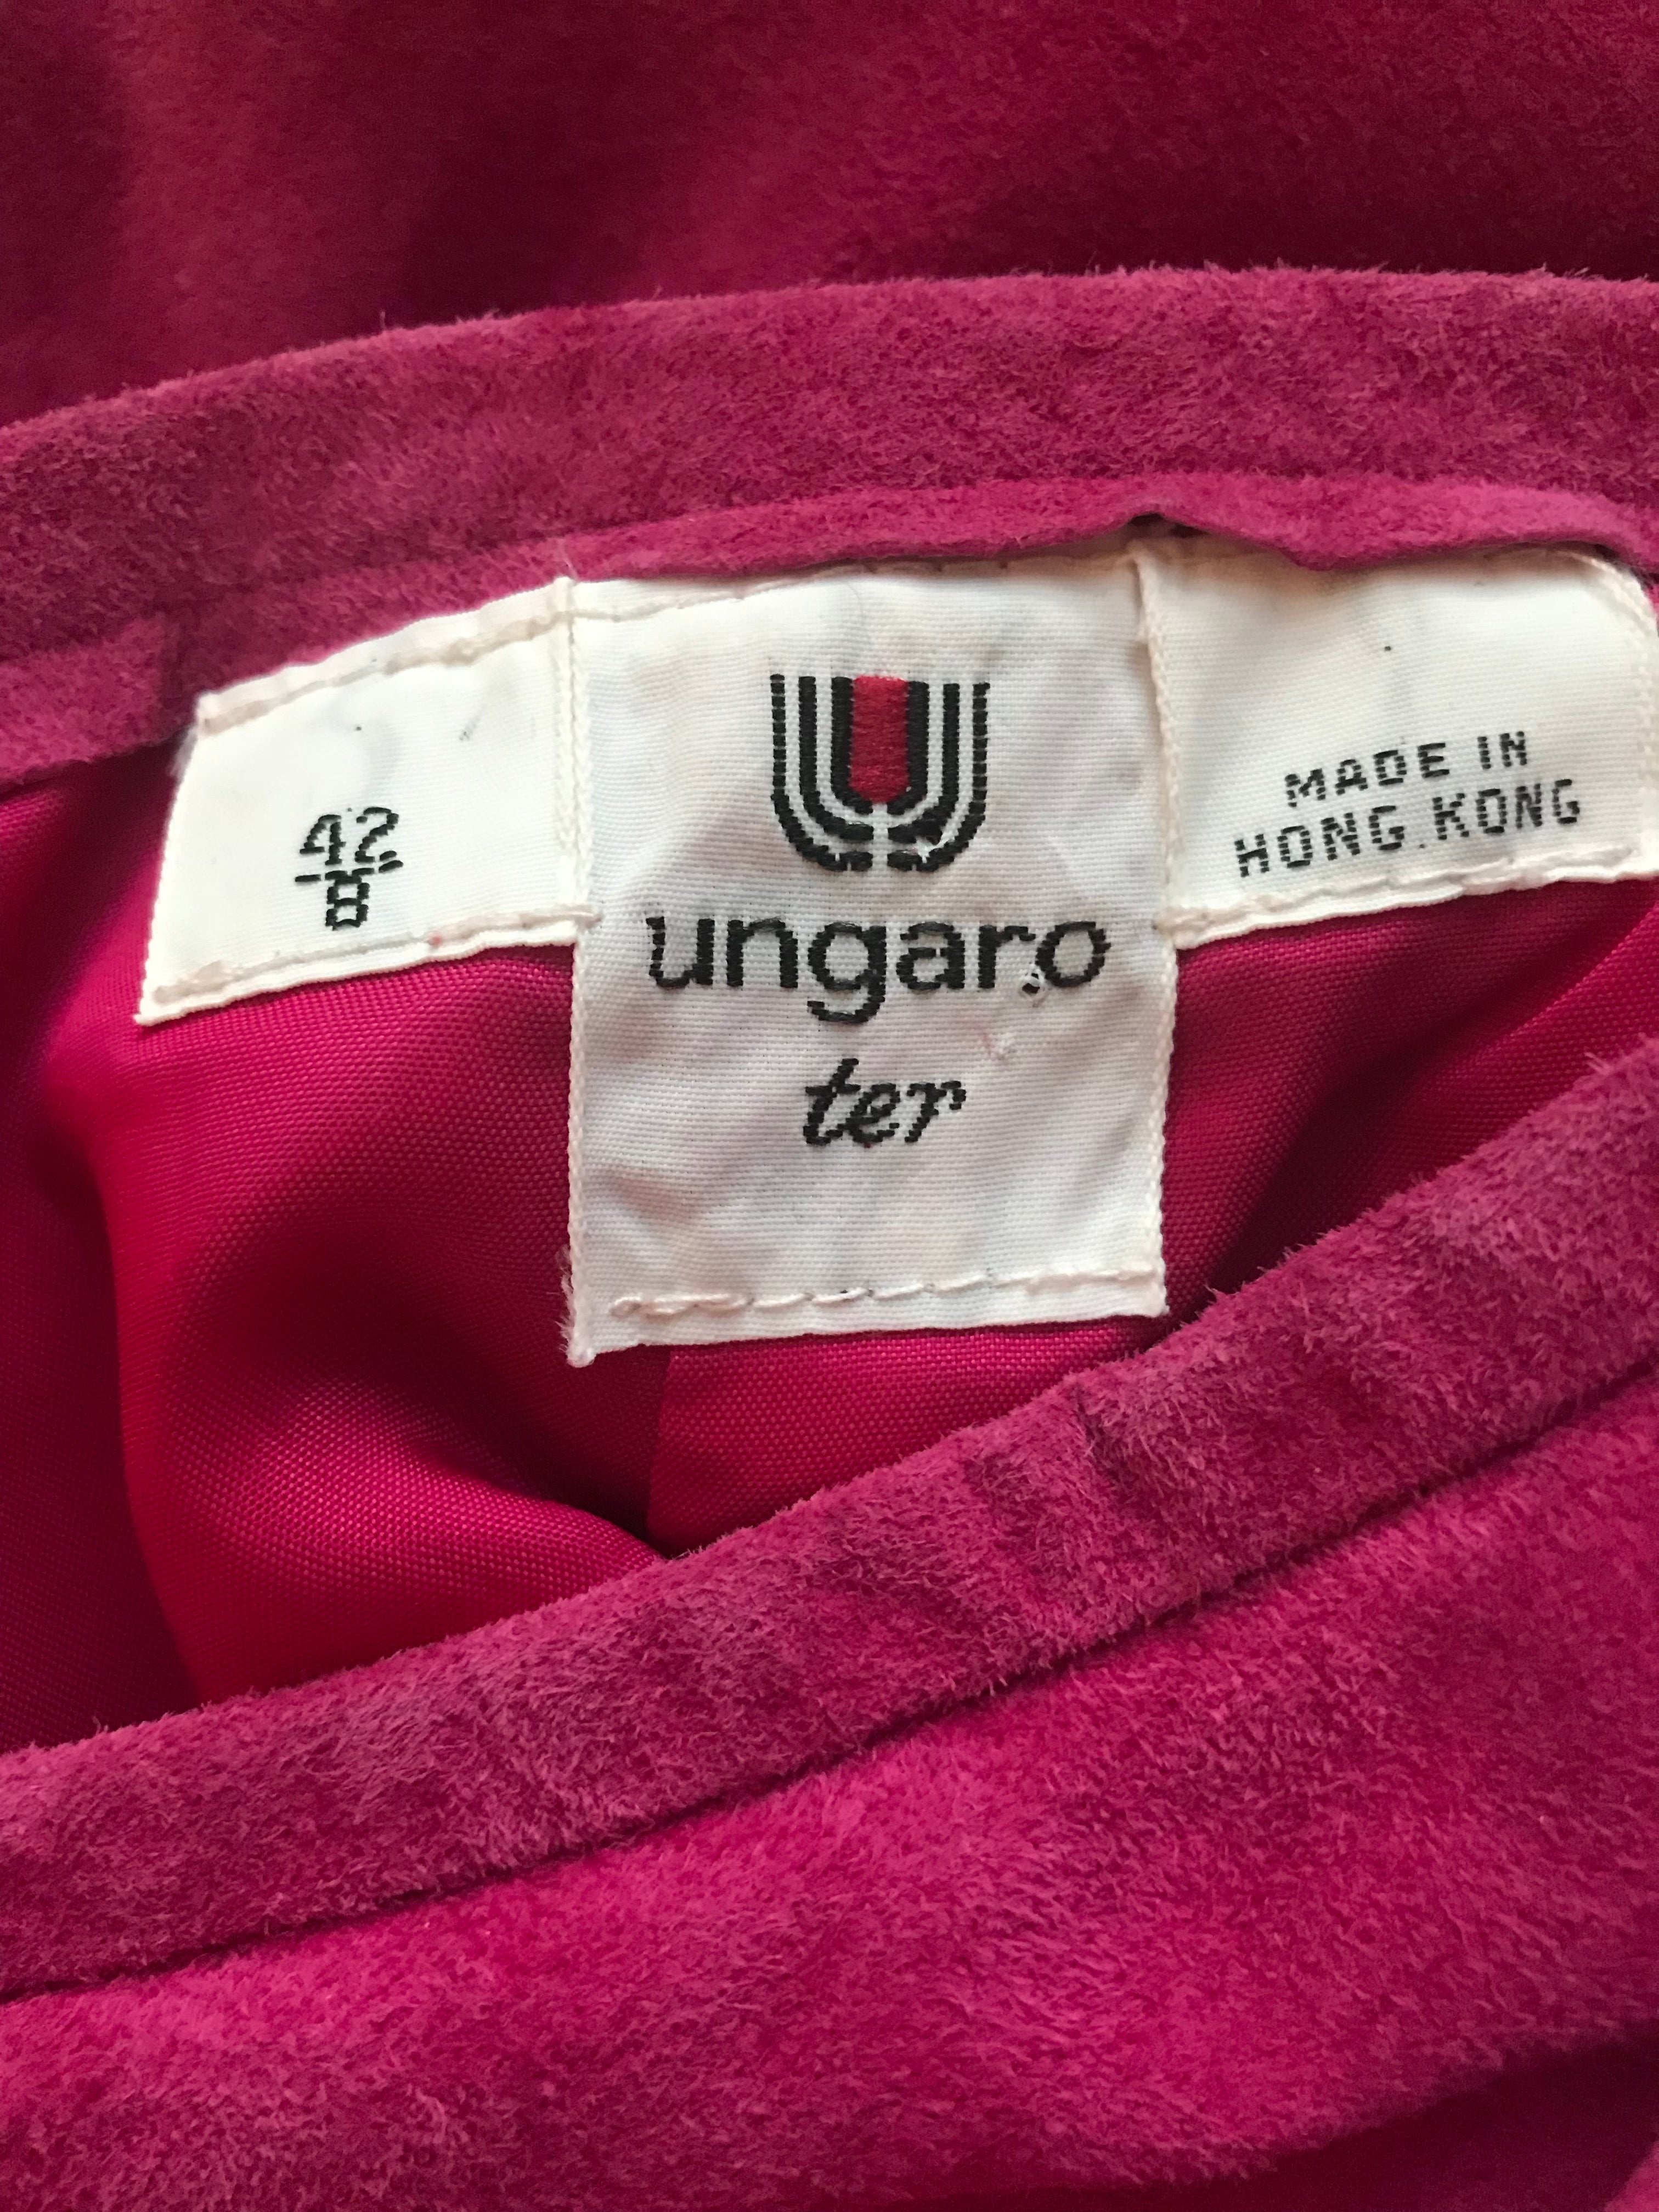 42
8
ungaro
ter
MADE IN
HONG KONG